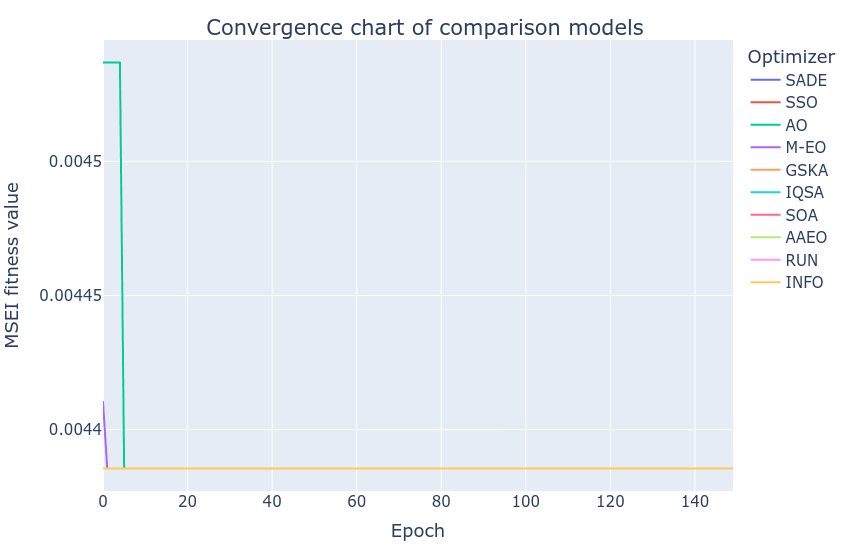 Convergence chart of comparison models
MSEI fitness value
0.0045
0.00445
0.0044
0 20 40 60 80 100 120 140
Epoch
Optimizer
SADE
SSO
AO
M-EO
GSKA
IQSA
SOA
AAEO
RUN
INFO